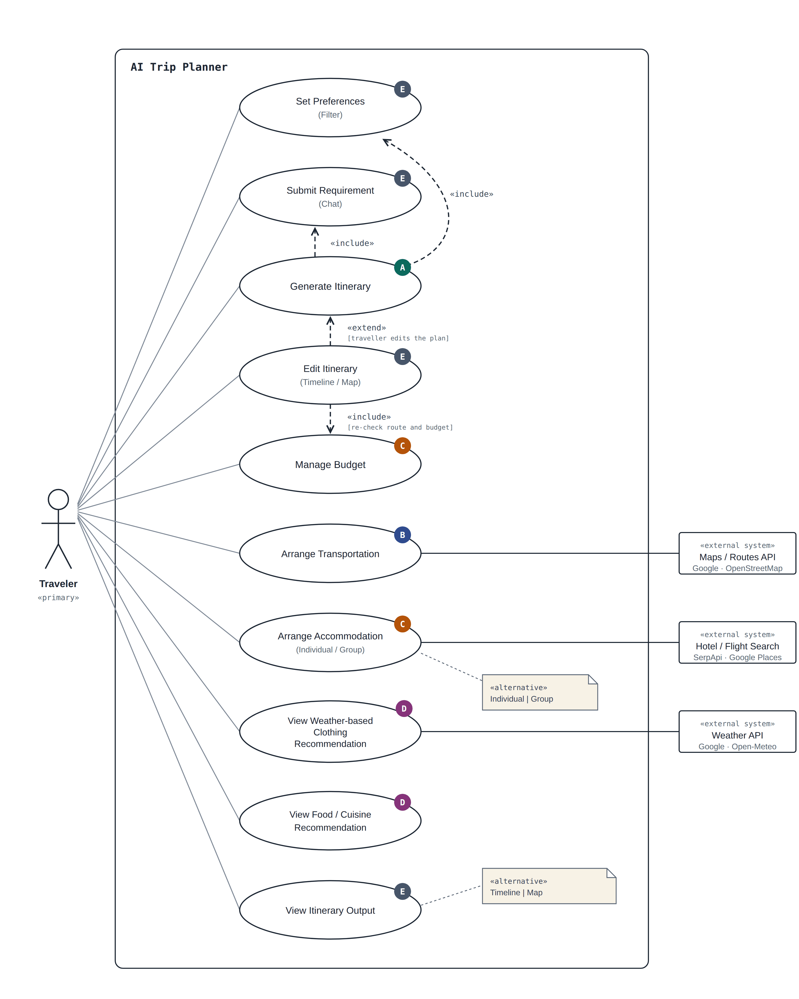 AI Trip Planner
E
Set Preferences
(Filter)
E
Submit Requirement
(Chat)
«include»
«include»
A
Generate Itinerary
«extend»
[traveller edits the plan]
E
Edit Itinerary
(Timeline / Map)
«include»
[re-check route and budget]
C
Manage Budget
Traveler
«primary»
B
Arrange Transportation
«external system»
Maps / Routes API
Google · OpenStreetMap
C
Arrange Accommodation
(Individual / Group)
«external system»
Hotel / Flight Search
SerpApi · Google Places
«alternative»
Individual | Group
D
View Weather-based
Clothing
Recommendation
«external system»
Weather API
Google · Open-Meteo
D
View Food / Cuisine
Recommendation
«alternative»
Timeline | Map
E
View Itinerary Output